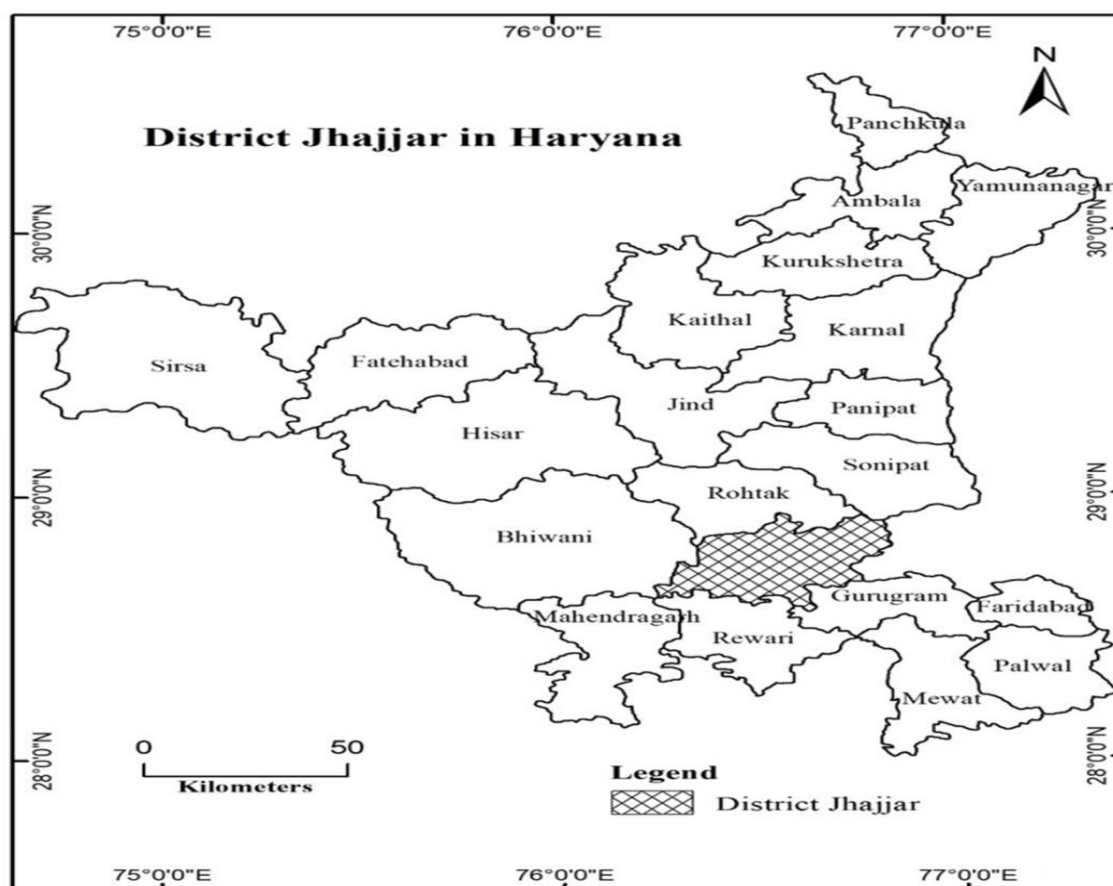 75°0'0"E 76°0'0"E 77°0'0"E
N
District Jhajjar in Haryana
Panchkula
Yamunanagar
Ambala
30°0'0"N 30°0'0"N
Kurukshetra
Kaithal Karnal
Sirsa Fatehabad
Jind Panipat
Hisar
Sonipat
Rohtak
29°0'0"N 29°0'0"N
Bhiwani
Gurugram Faridabad
Mahendragarh
Rewari Palwal
Mewat
0 50
Kilometers
28°0'0"N 28°0'0"N
Legend
District Jhajjar
75°0'0"E 76°0'0"E 77°0'0"E